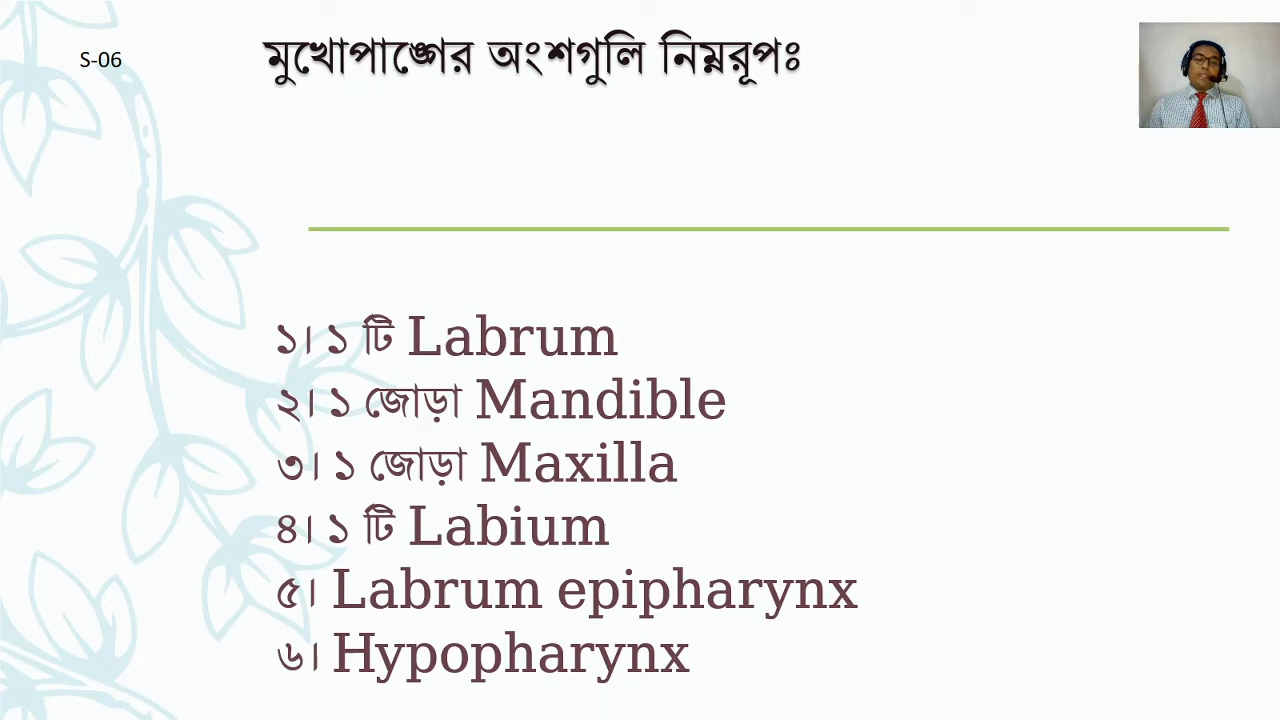 S-06
মুখোপাঙ্গের অংশগুলি নিম্নরূপঃ
১। ১ টি Labrum
২। ১ জোড়া Mandible
৩। ১ জোড়া Maxilla
৪। ১ টি Labium
৫। Labrum epipharynx
৬। Hypopharynx